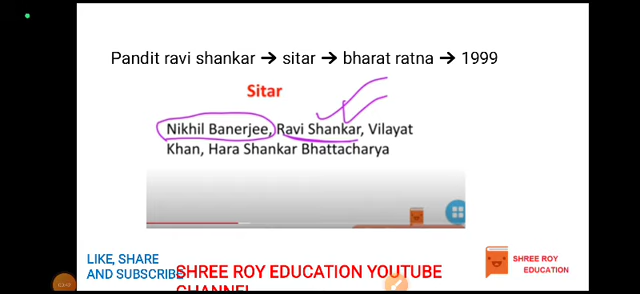 Pandit ravi shankar → sitar → bharat ratna → 1999
Sitar
Nikhil Banerjee, Ravi Shankar, Vilayat
Khan, Hara Shankar Bhattacharya
LIKE, SHARE
AND SUBSCRIBE
SHREE ROY EDUCATION YOUTUBE
CHANNEL
SHREE ROY
EDUCATION